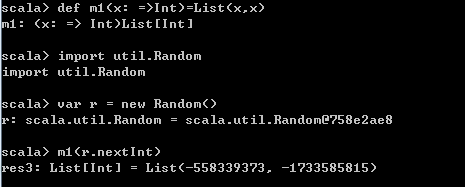 scala> def m1(x: =>Int)=List(x,x)
m1: (x: => Int)List[Int]
scala> import util.Random
import util.Random
scala> var r = new Random()
r: scala.util.Random = scala.util.Random@758e2ae8
scala> m1(r.nextInt)
res3: List[Int] = List(-558339373, -1733585815)